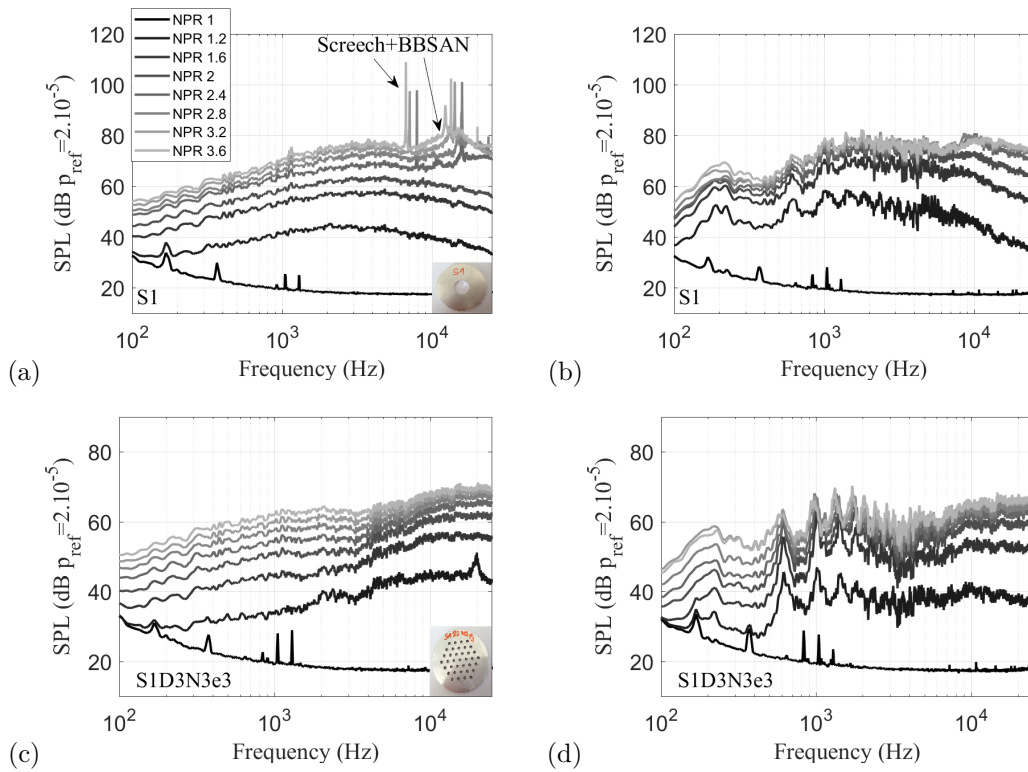 NPR 1
NPR 1.2
NPR 1.6
NPR 2
NPR 2.4
NPR 2.8
NPR 3.2
NPR 3.6
Screech+BBSAN
120
100
80
60
40
20
SPL (dB p_ref=2.10^-5)
S1
S1
10^2 10^3 10^4
Frequency (Hz)
(a)
120
100
80
60
40
20
SPL (dB p_ref=2.10^-5)
S1
10^2 10^3 10^4
Frequency (Hz)
(b)
80
60
40
20
SPL (dB p_ref=2.10^-5)
S1D3N3e3
10^2 10^3 10^4
Frequency (Hz)
(c)
80
60
40
20
SPL (dB p_ref=2.10^-5)
S1D3N3e3
10^2 10^3 10^4
Frequency (Hz)
(d)